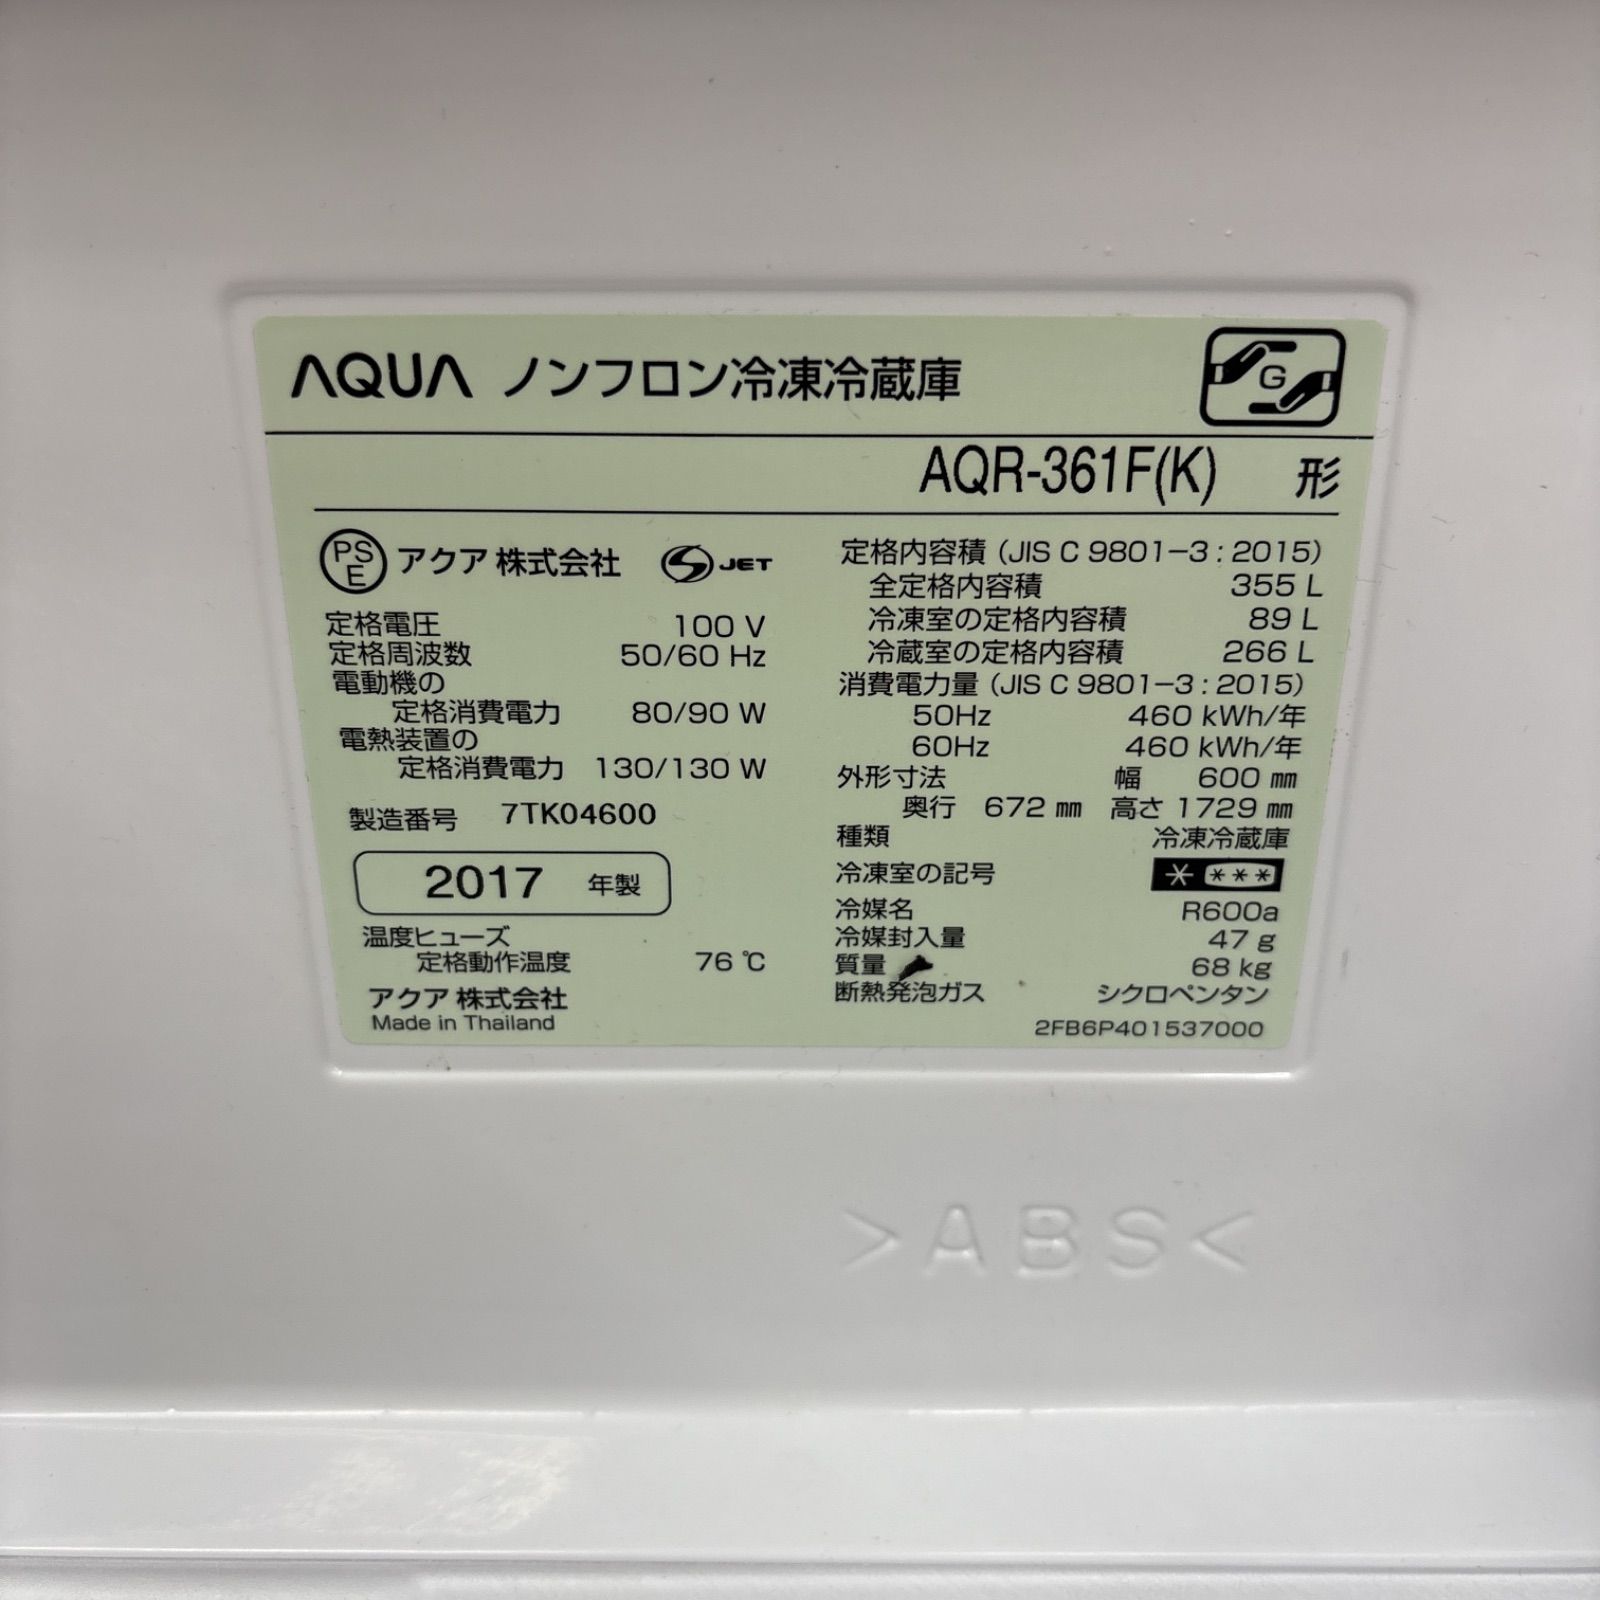 AQUA ノンフロン冷凍冷蔵庫
G
AQR-361F(K) 形
PSE アクア 株式会社 S JET
定格電圧 100 V
定格周波数 50/60 Hz
電動機の
定格消費電力 80/90 W
電熱装置の
定格消費電力 130/130 W
製造番号 7TK04600
2017 年製
温度ヒューズ
定格動作温度 76 ℃
アクア 株式会社
Made in Thailand
定格内容積 (JIS C 9801-3 : 2015)
全定格内容積 355 L
冷凍室の定格内容積 89 L
冷蔵室の定格内容積 266 L
消費電力量 (JIS C 9801-3 : 2015)
50Hz 460 kWh/年
60Hz 460 kWh/年
外形寸法 幅 600 ㎜
奥行 672 ㎜ 高さ 1729 ㎜
種類 冷凍冷蔵庫
冷凍室の記号 * ***
冷媒名 R600a
冷媒封入量 47 g
質量 68 kg
断熱発泡ガス シクロペンタン
2FB6P401537000
>ABS<